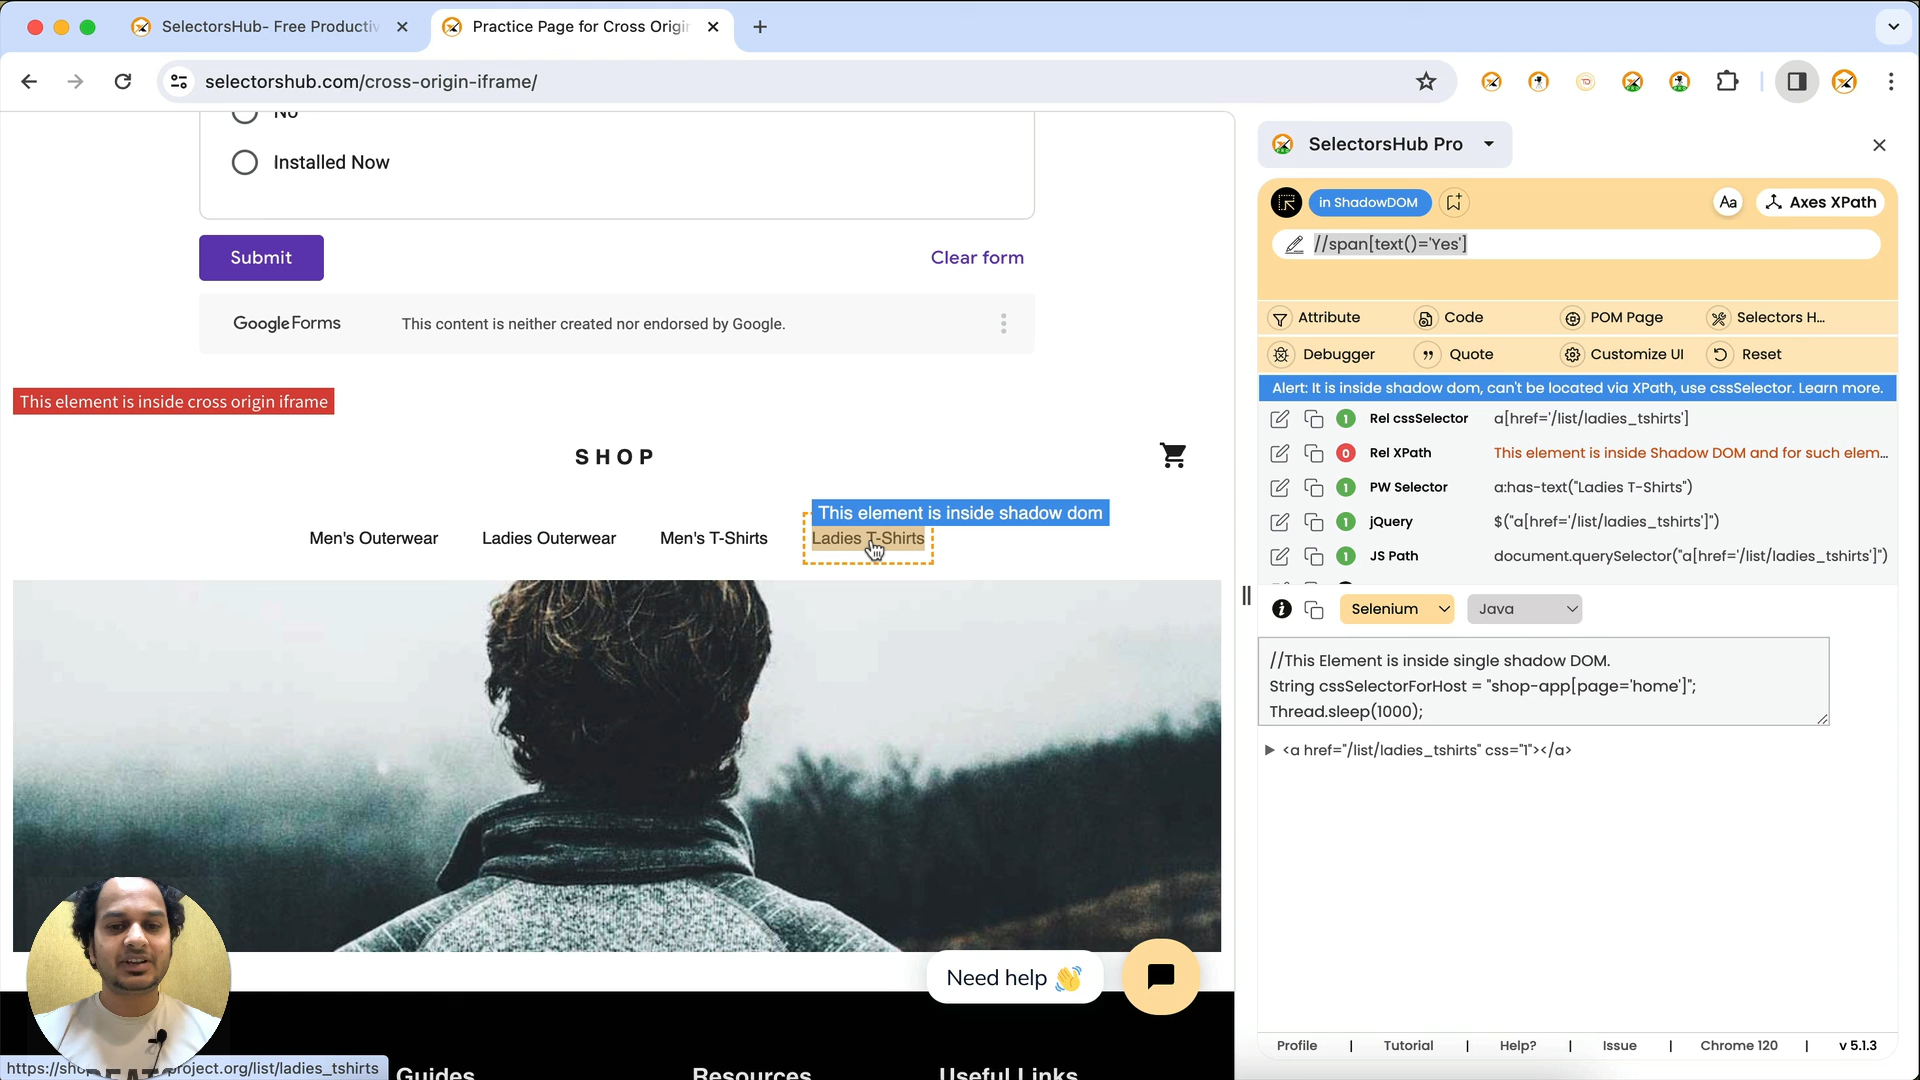 SelectorsHub- Free Productiv
Practice Page for Cross Origin
selectorshub.com/cross-origin-iframe/
No
Installed Now
Submit
Clear form
Google Forms
This content is neither created nor endorsed by Google.
This element is inside cross origin iframe
SHOP
This element is inside shadow dom
Men's Outerwear
Ladies Outerwear
Men's T-Shirts
Ladies T-Shirts
Need help 👋
Guides
Resources
Useful Links
https://shop
project.org/list/ladies_tshirts
SelectorsHub Pro
in ShadowDOM
Aa
Axes XPath
//span[text()='Yes']
Attribute
Code
POM Page
Selectors H...
Debugger
Quote
Customize UI
Reset
Alert: It is inside shadow dom, can't be located via XPath, use cssSelector. Learn more.
1 Rel cssSelector a[href='/list/ladies_tshirts']
0 Rel XPath This element is inside Shadow DOM and for such elem...
1 PW Selector a:has-text("Ladies T-Shirts")
1 jQuery $("a[href='/list/ladies_tshirts']")
1 JS Path document.querySelector("a[href='/list/ladies_tshirts']")
Selenium
Java
//This Element is inside single shadow DOM.
String cssSelectorForHost = "shop-app[page='home']";
Thread.sleep(1000);
<a href="/list/ladies_tshirts" css="1"></a>
Profile | Tutorial | Help? | Issue | Chrome 120 | v 5.1.3